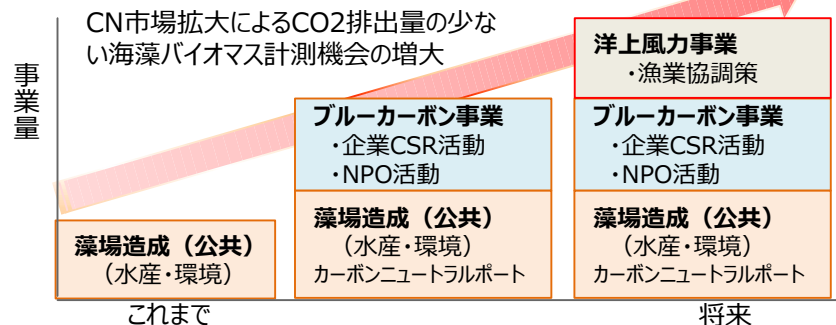 CN市場拡大によるCO2排出量の少な
い海藻バイオマス計測機会の増大
事業量
洋上風力事業
・漁業協調策
ブルーカーボン事業
・企業CSR活動
・NPO活動
ブルーカーボン事業
・企業CSR活動
・NPO活動
藻場造成（公共）
（水産・環境）
藻場造成（公共）
（水産・環境）
カーボンニュートラルポート
藻場造成（公共）
（水産・環境）
カーボンニュートラルポート
これまで
将来